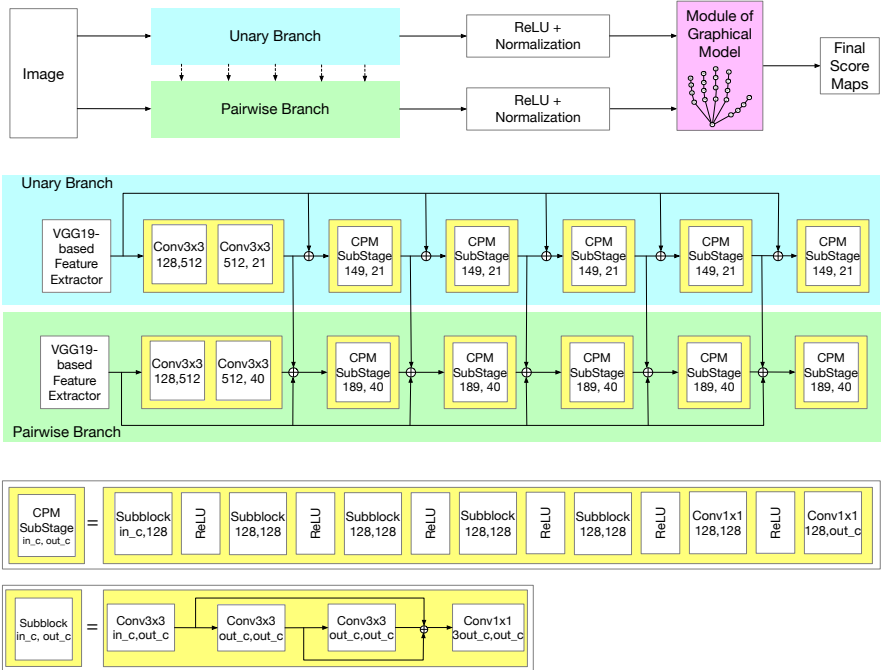 Image
Unary Branch
Pairwise Branch
ReLU +
Normalization
ReLU +
Normalization
Module of
Graphical
Model
Final
Score
Maps
Unary Branch
VGG19-
based
Feature
Extractor
Conv3x3
128,512
Conv3x3
512, 21
CPM
SubStage
149, 21
CPM
SubStage
149, 21
CPM
SubStage
149, 21
CPM
SubStage
149, 21
CPM
SubStage
149, 21
VGG19-
based
Feature
Extractor
Conv3x3
128,512
Conv3x3
512, 40
CPM
SubStage
189, 40
CPM
SubStage
189, 40
CPM
SubStage
189, 40
CPM
SubStage
189, 40
CPM
SubStage
189, 40
Pairwise Branch
CPM
SubStage
in_c, out_c
=
Subblock
in_c,128
ReLU
Subblock
128,128
ReLU
Subblock
128,128
ReLU
Subblock
128,128
ReLU
Subblock
128,128
ReLU
Conv1x1
128,128
ReLU
Conv1x1
128,out_c
Subblock
in_c, out_c
=
Conv3x3
in_c,out_c
Conv3x3
out_c,out_c
Conv3x3
out_c,out_c
Conv1x1
3out_c,out_c